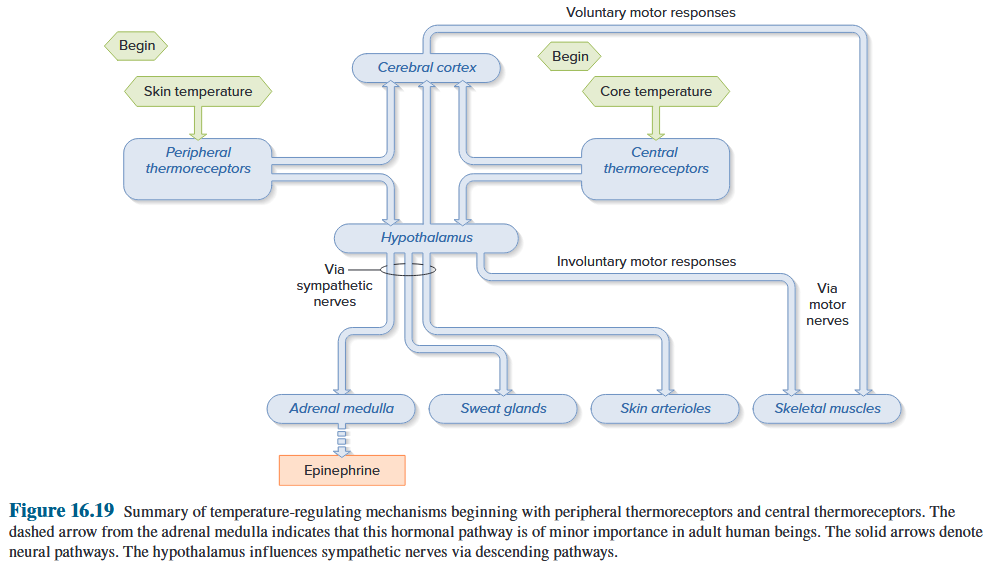 Voluntary motor responses
Begin
Cerebral cortex
Begin
Skin temperature
Core temperature
Peripheral
thermoreceptors
Central
thermoreceptors
Hypothalamus
Via
sympathetic
nerves
Involuntary motor responses
Via
motor
nerves
Adrenal medulla
Sweat glands
Skin arterioles
Skeletal muscles
Epinephrine
Figure 16.19 Summary of temperature-regulating mechanisms beginning with peripheral thermoreceptors and central thermoreceptors. The
dashed arrow from the adrenal medulla indicates that this hormonal pathway is of minor importance in adult human beings. The solid arrows denote
neural pathways. The hypothalamus influences sympathetic nerves via descending pathways.